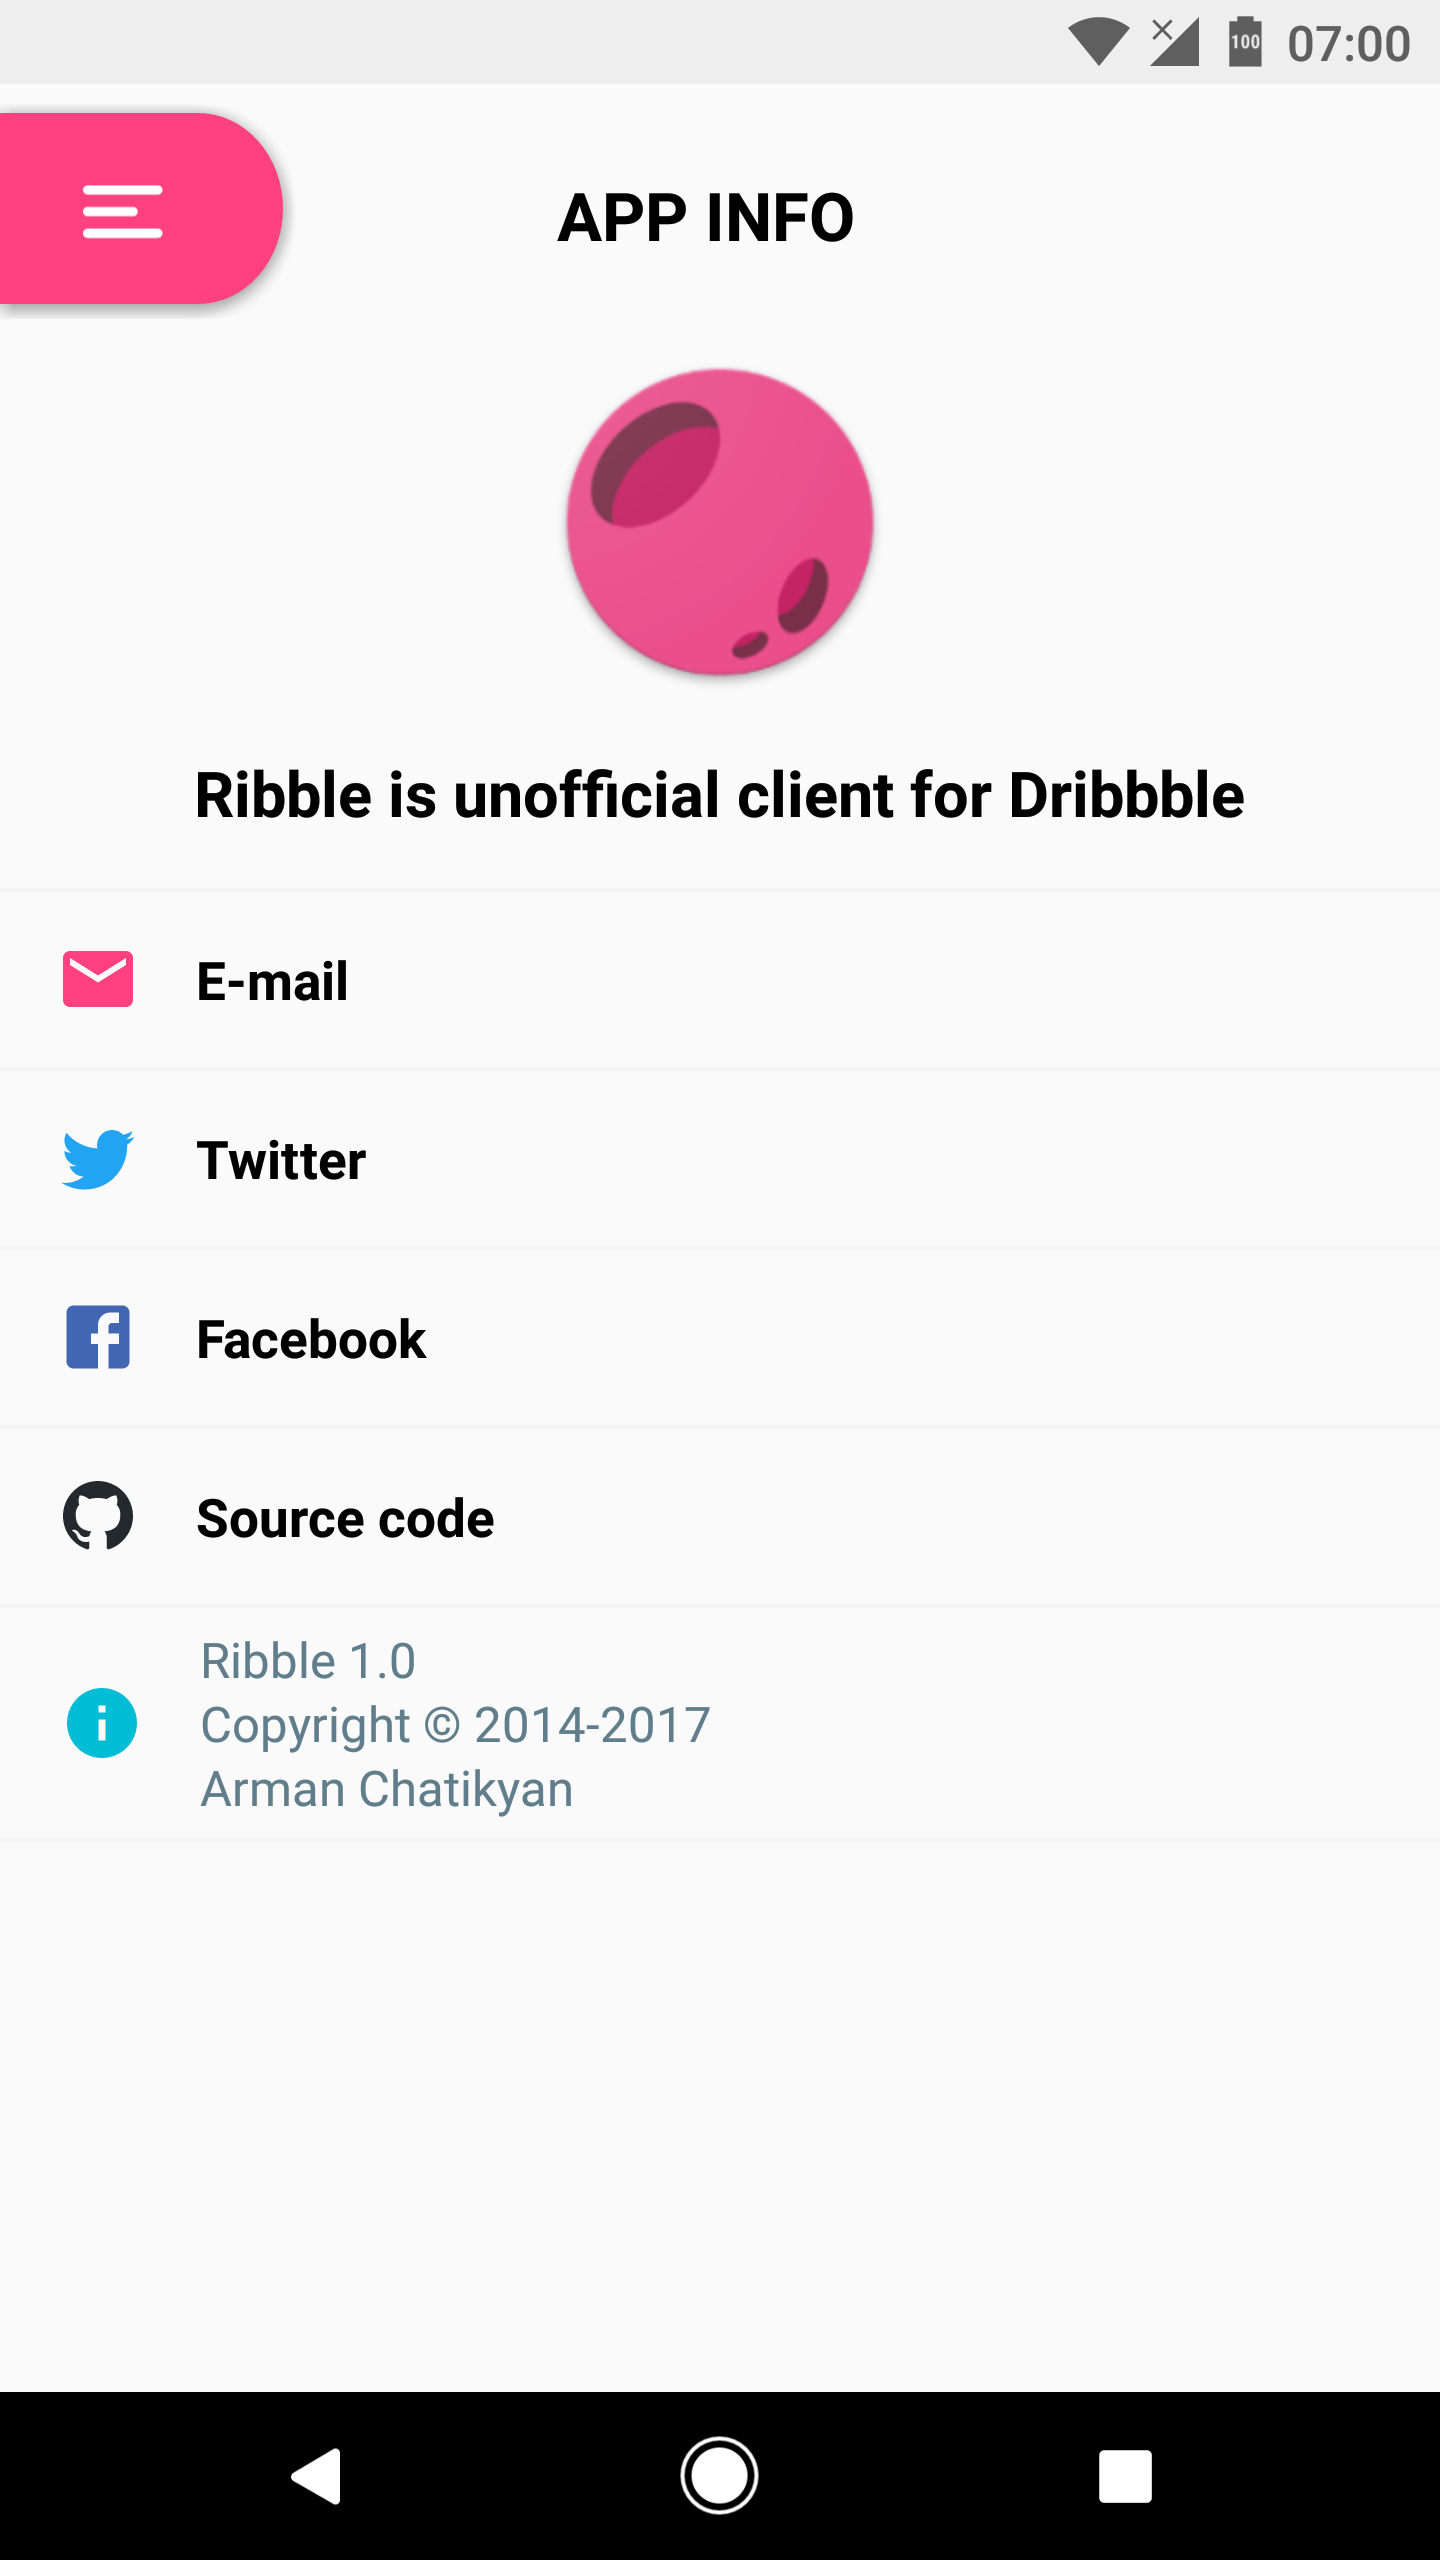 100 07:00
APP INFO
Ribble is unofficial client for Dribbble
E-mail
Twitter
Facebook
Source code
Ribble 1.0
Copyright © 2014-2017
Arman Chatikyan